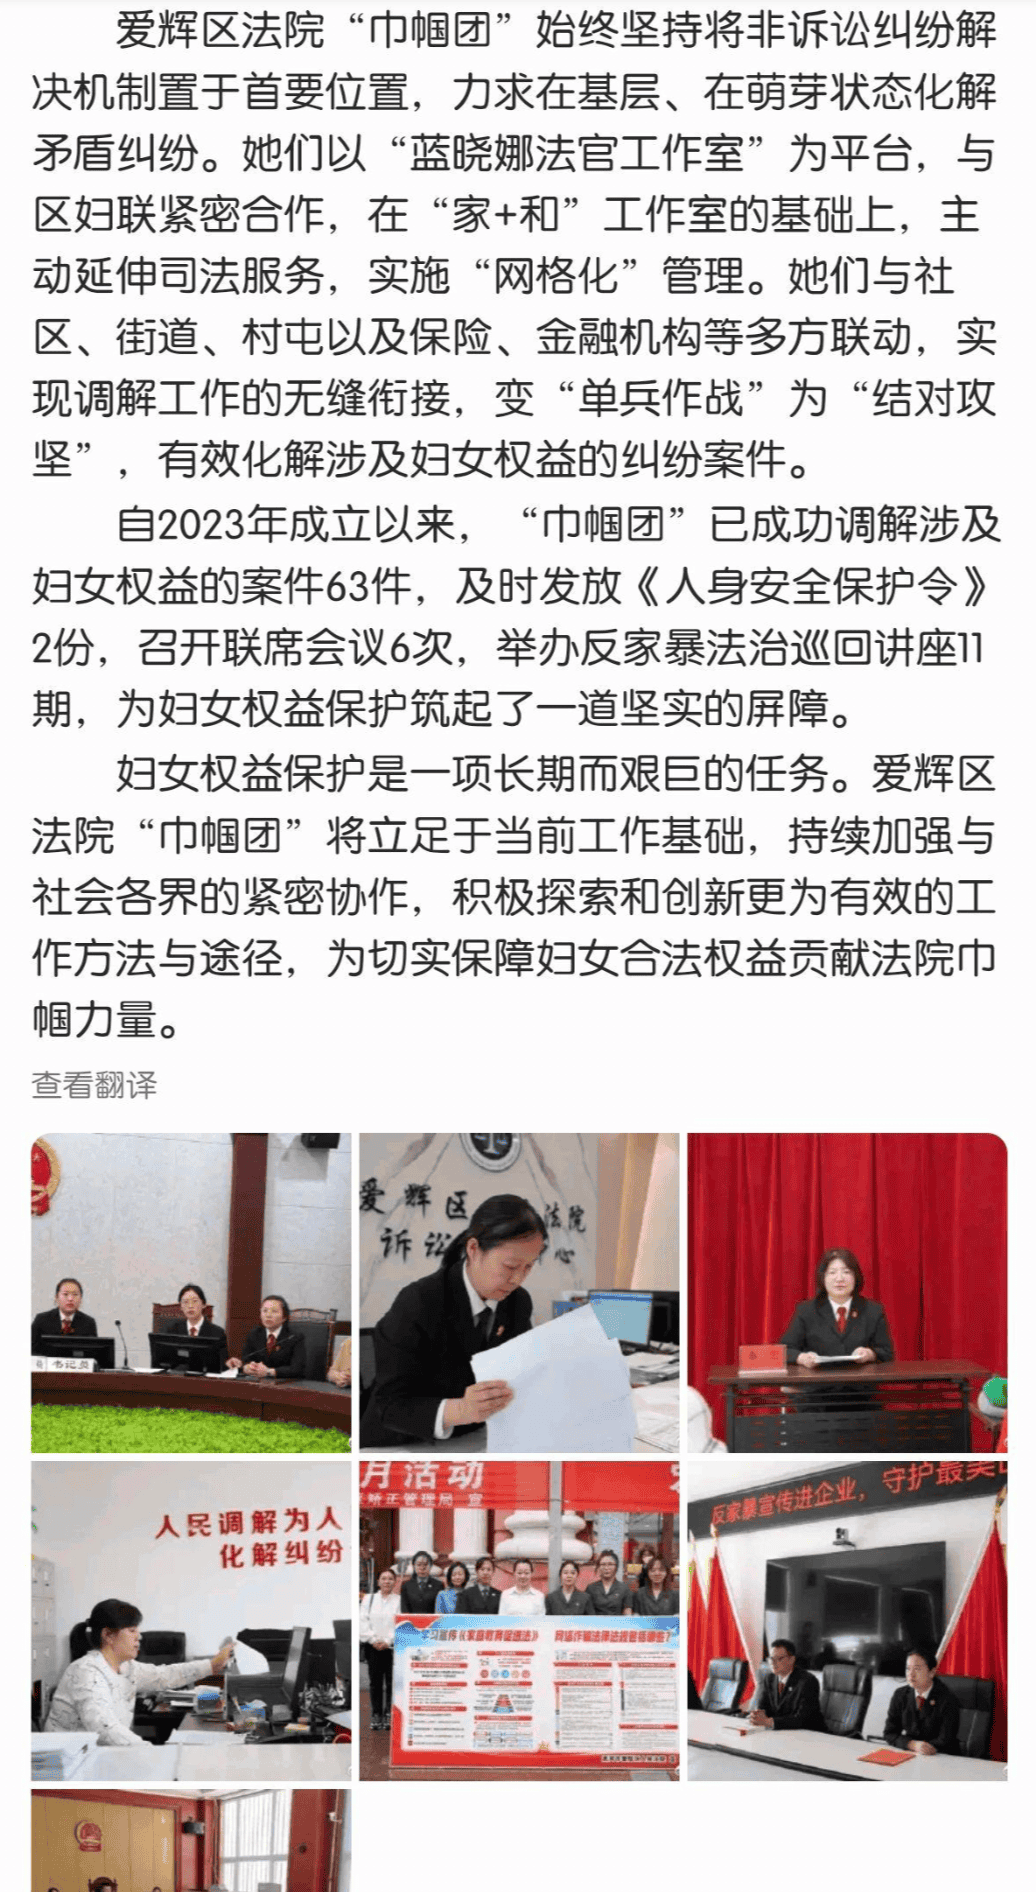 爱辉区法院“巾帼团”始终坚持将非诉讼纠纷解
决机制置于首要位置，力求在基层、在萌芽状态化解
矛盾纠纷。她们以“蓝晓娜法官工作室”为平台，与
区妇联紧密合作，在“家+和”工作室的基础上，主
动延伸司法服务，实施“网格化”管理。她们与社
区、街道、村屯以及保险、金融机构等多方联动，实
现调解工作的无缝衔接，变“单兵作战”为“结对攻
坚”，有效化解涉及妇女权益的纠纷案件。
自2023年成立以来，“巾帼团”已成功调解涉及
妇女权益的案件63件，及时发放《人身安全保护令》
2份，召开联席会议6次，举办反家暴法治巡回讲座11
期，为妇女权益保护筑起了一道坚实的屏障。
妇女权益保护是一项长期而艰巨的任务。爱辉区
法院“巾帼团”将立足于当前工作基础，持续加强与
社会各界的紧密协作，积极探索和创新更为有效的工
作方法与途径，为切实保障妇女合法权益贡献法院巾
帼力量。
查看翻译
书记员
爱辉区
法院
诉讼
心
人民调解为人
化解纠纷
月活动
矫正管理局 宣
学习宣传《家庭教育促进法》
反家暴宣传进企业，守护最美